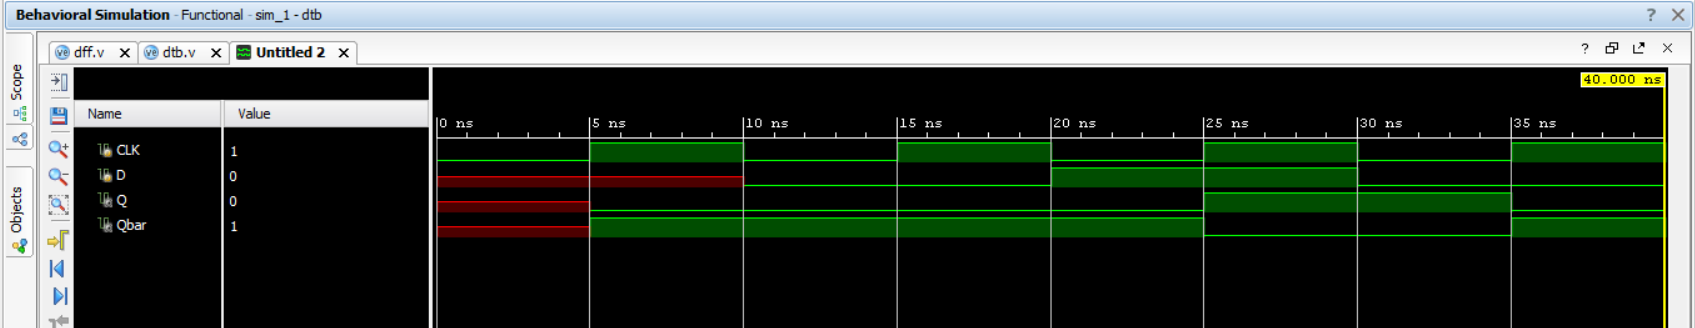 Behavioral Simulation - Functional - sim_1 - dtb
? ×
Scope
Objects
dff.v × dtb.v × Untitled 2 ×
?
40.000 ns
Name Value
0 ns 5 ns 10 ns 15 ns 20 ns 25 ns 30 ns 35 ns
CLK 1
D 0
Q 0
Qbar 1